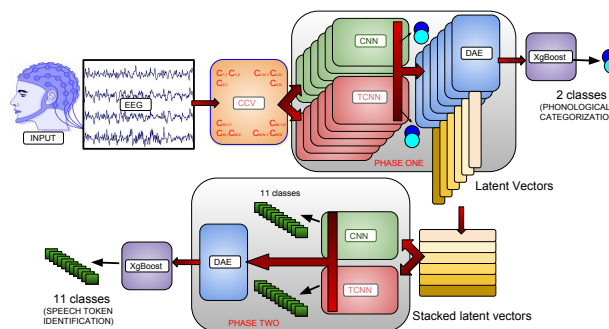 INPUT
EEG
CCV
CNN
TCNN
PHASE ONE
DAE
XgBoost
2 classes
(PHONOLOGICAL
Latent Vectors
11 classes
CNN
TCNN
DAE
XgBoost
11 classes
(SPEECH TOKEN
IDENTIFICATION)
PHASE TWO
Stacked latent vectors